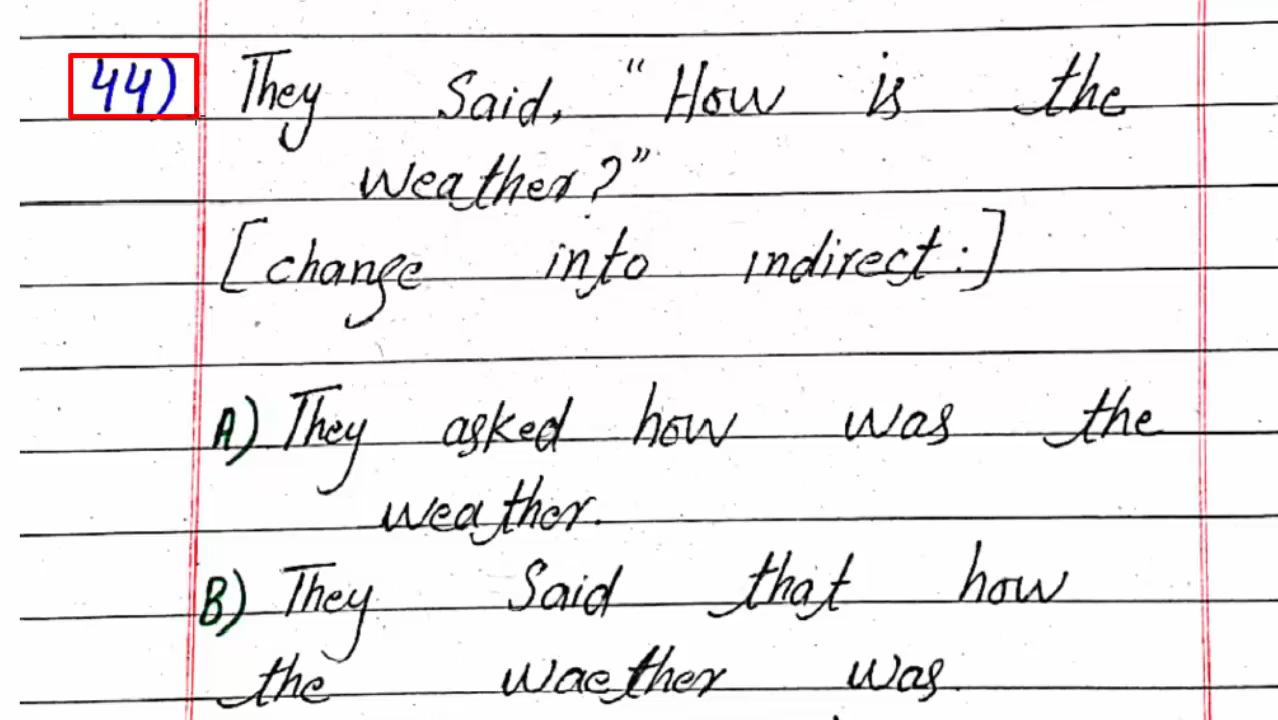 44) They Said, "How is the
weather?"
[change into indirect:]
A) They asked how was the
weather.
B) They Said that how
the waether was